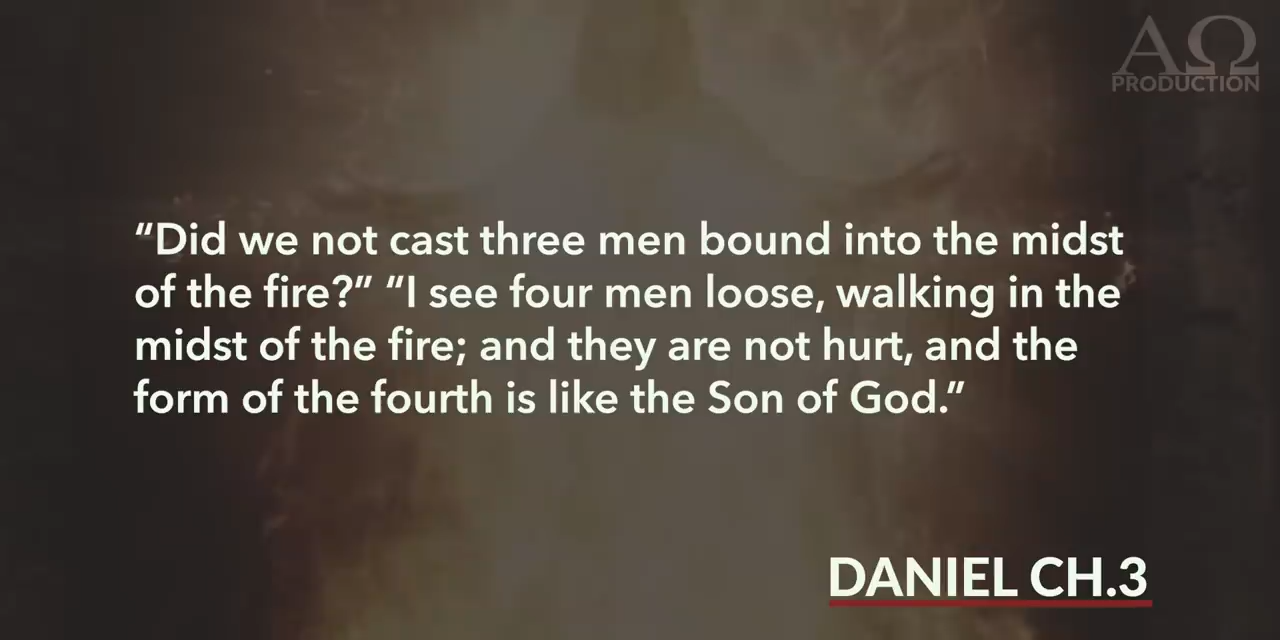 ΑΩ
PRODUCTION
“Did we not cast three men bound into the midst
of the fire?” “I see four men loose, walking in the
midst of the fire; and they are not hurt, and the
form of the fourth is like the Son of God.”
DANIEL CH.3